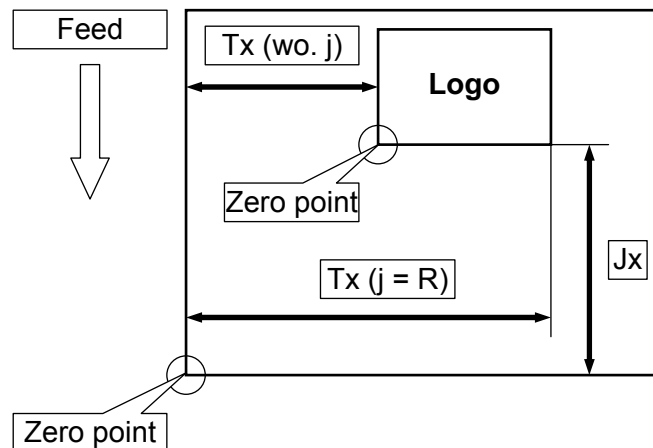 Feed
Tx (wo. j)
Logo
Zero point
Tx (j = R)
Jx
Zero point